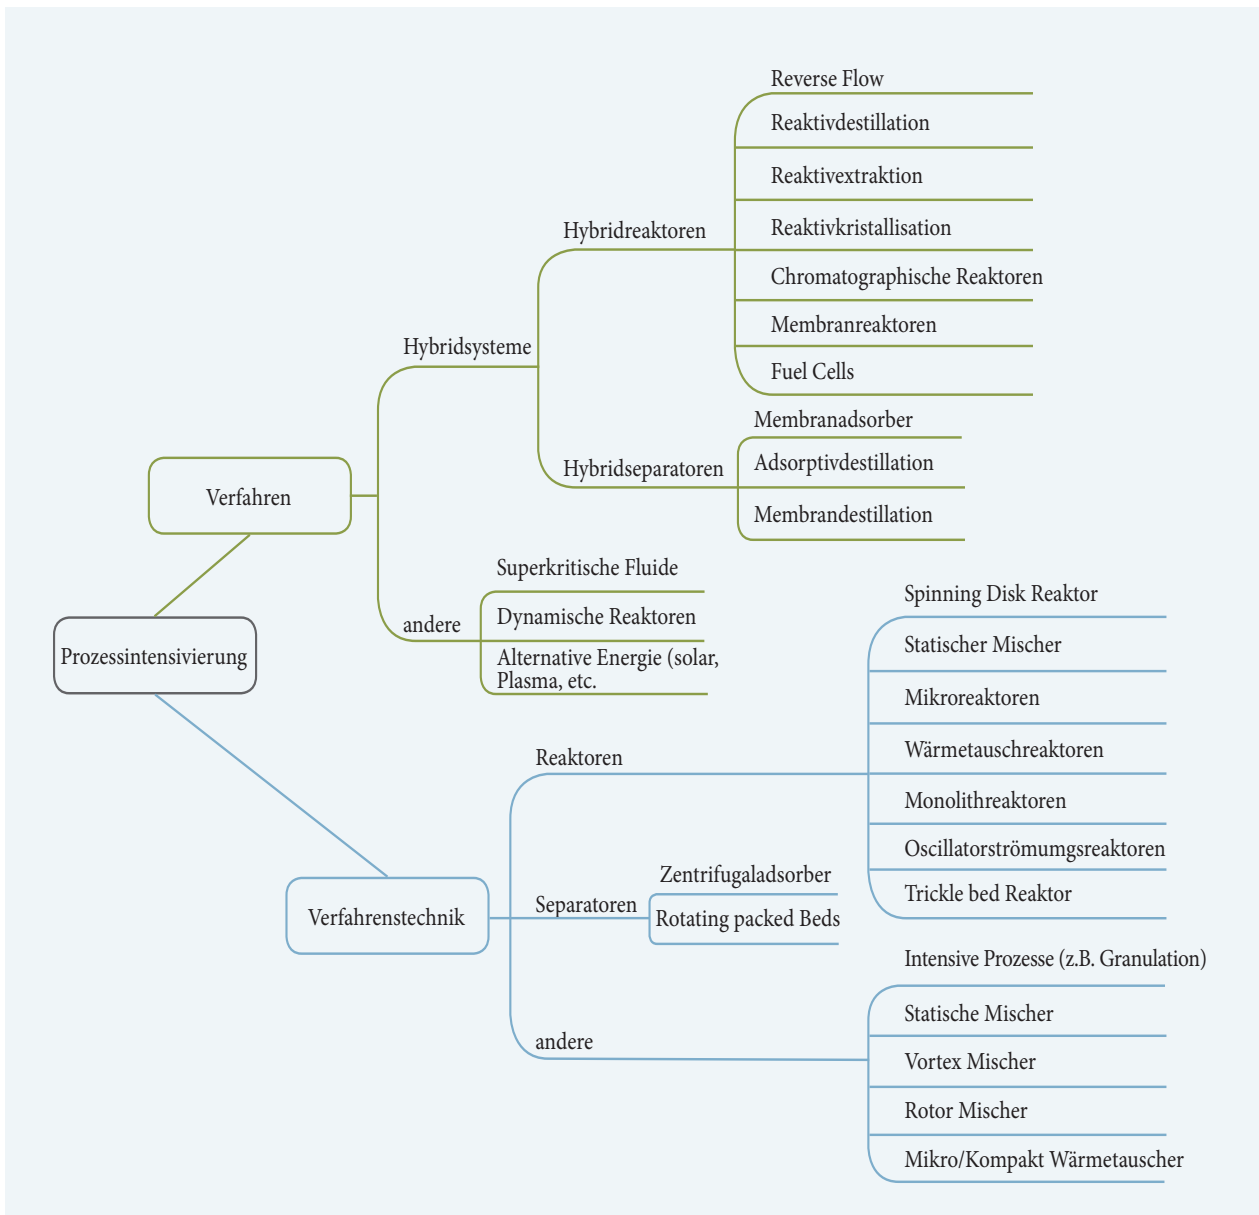 Reverse Flow
Reaktivdestillation
Reaktivextraktion
Hybridreaktoren
Reaktivkristallisation
Chromatographische Reaktoren
Membranreaktoren
Hybridsysteme
Fuel Cells
Membranadsorber
Hybridseparatoren
Adsorptivdestillation
Verfahren
Membrandestillation
Superkritische Fluide
andere
Dynamische Reaktoren
Alternative Energie (solar,
Plasma, etc.
Prozessintensivierung
Spinning Disk Reaktor
Statischer Mischer
Mikroreaktoren
Reaktoren
Wärmetauschreaktoren
Monolithreaktoren
Oscillatorströmumgsreaktoren
Trickle bed Reaktor
Zentrifugaladsorber
Separatoren
Rotating packed Beds
Verfahrenstechnik
Intensive Prozesse (z.B. Granulation)
Statische Mischer
andere
Vortex Mischer
Rotor Mischer
Mikro/Kompakt Wärmetauscher